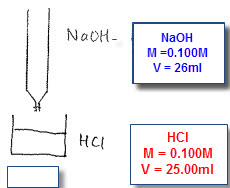 NaOH
NaOH
M =0.100M
V = 26ml
HCl
HCl
M = 0.100M
V = 25.00ml